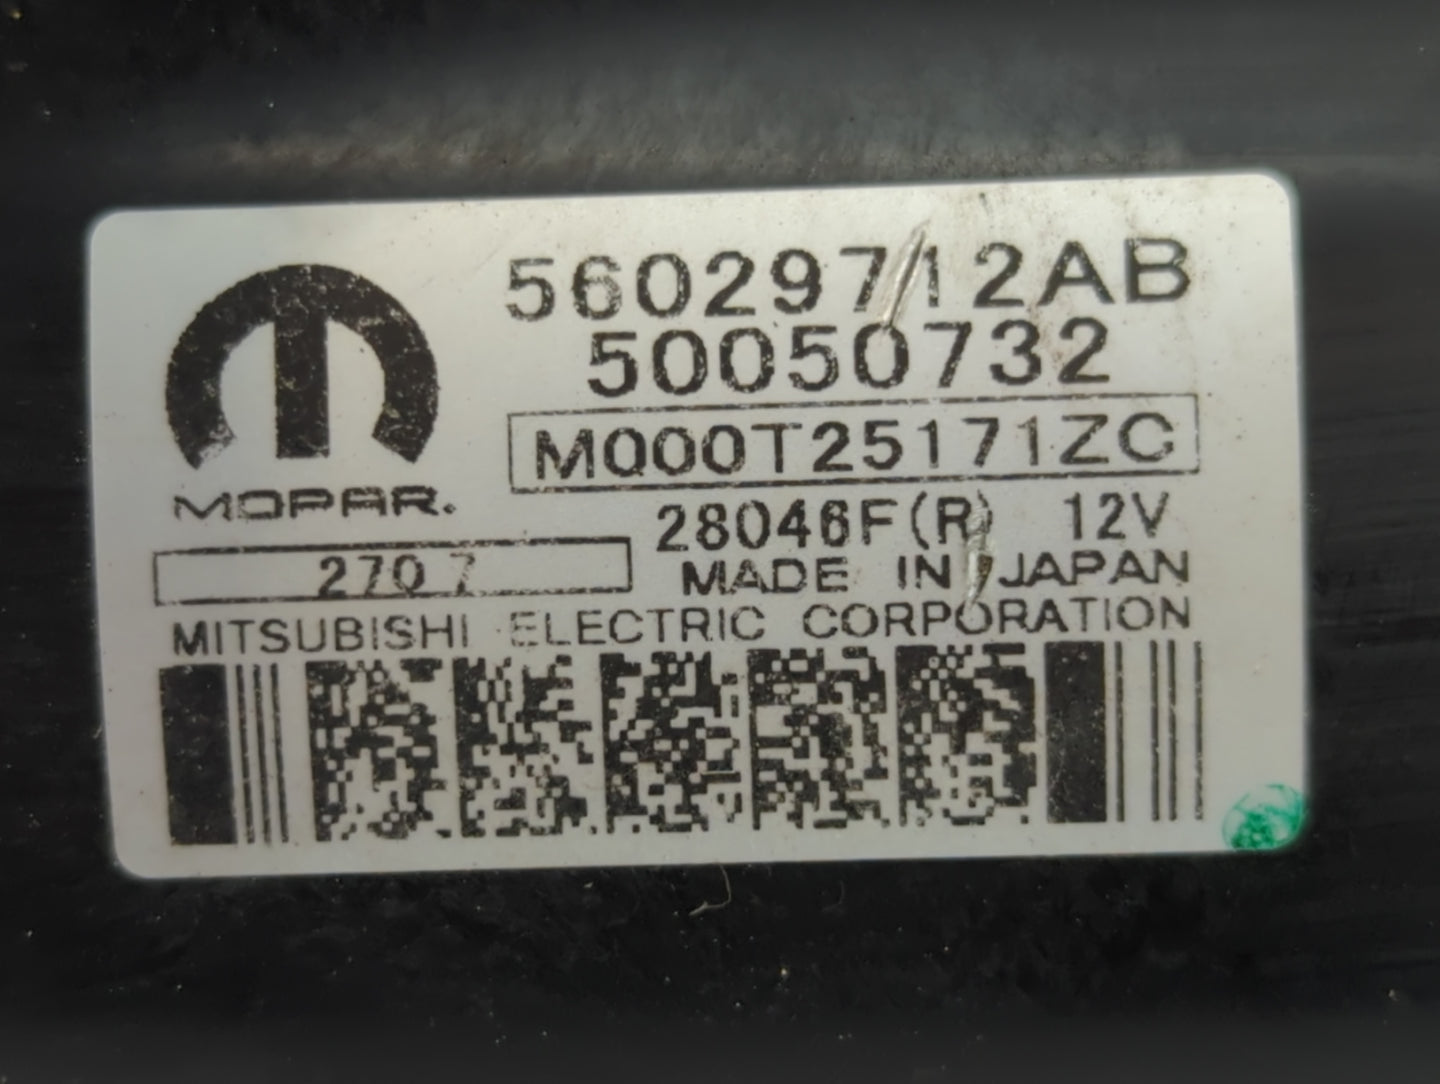 56029712AB
50050732
M000T25171ZC
MOPAR.
28046F(R) 12V
2707
MADE IN JAPAN
MITSUBISHI ELECTRIC CORPORATION